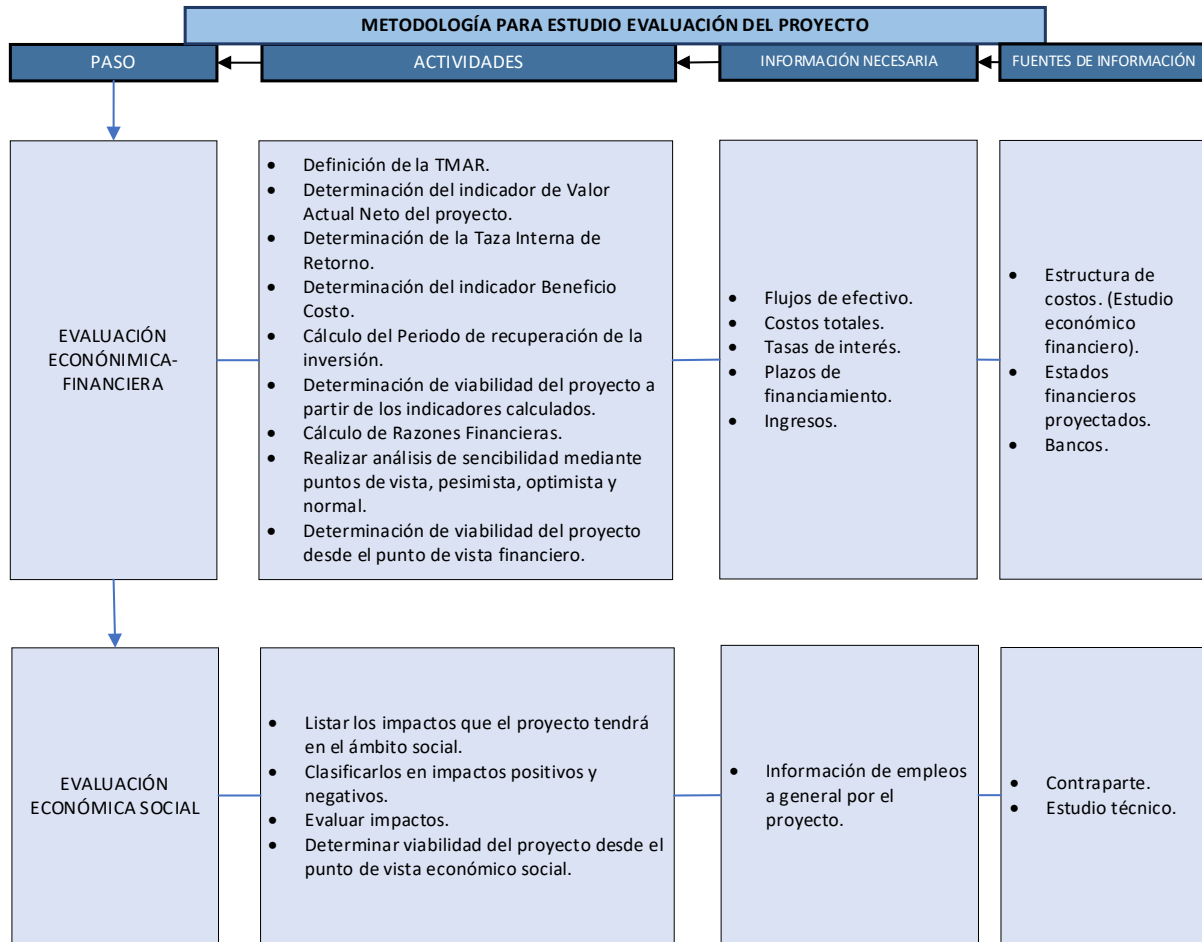 METODOLOGÍA PARA ESTUDIO EVALUACIÓN DEL PROYECTO
PASO
ACTIVIDADES
INFORMACIÓN NECESARIA
FUENTES DE INFORMACIÓN
EVALUACIÓN
ECONÓNIMICA-
FINANCIERA
• Definición de la TMAR.
• Determinación del indicador de Valor
Actual Neto del proyecto.
• Determinación de la Taza Interna de
Retorno.
• Determinación del indicador Beneficio
Costo.
• Cálculo del Periodo de recuperación de la
inversión.
• Determinación de viabilidad del proyecto a
partir de los indicadores calculados.
• Cálculo de Razones Financieras.
• Realizar análisis de sencibilidad mediante
puntos de vista, pesimista, optimista y
normal.
• Determinación de viabilidad del proyecto
desde el punto de vista financiero.
• Flujos de efectivo.
• Costos totales.
• Tasas de interés.
• Plazos de
financiamiento.
• Ingresos.
• Estructura de
costos. (Estudio
económico
financiero).
• Estados
financieros
proyectados.
• Bancos.
EVALUACIÓN
ECONÓMICA SOCIAL
• Listar los impactos que el proyecto tendrá
en el ámbito social.
• Clasificarlos en impactos positivos y
negativos.
• Evaluar impactos.
• Determinar viabilidad del proyecto desde el
punto de vista económico social.
• Información de empleos
a general por el
proyecto.
• Contraparte.
• Estudio técnico.